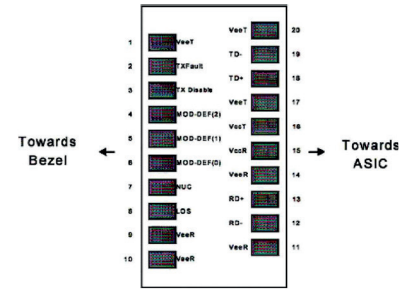 VeeT 20
1 VeeT
TD- 19
2 TXFault
TD+ 18
3 TX Disable
VeeT 17
4 MOD-DEF(2)
VccT 16
5 MOD-DEF(1)
Towards Bezel
VccR 15
Towards ASIC
6 MOD-DEF(0)
VeeR 14
7 NUC
RD+ 13
8 LOS
RD- 12
9 VeeR
VeeR 11
10 VeeR